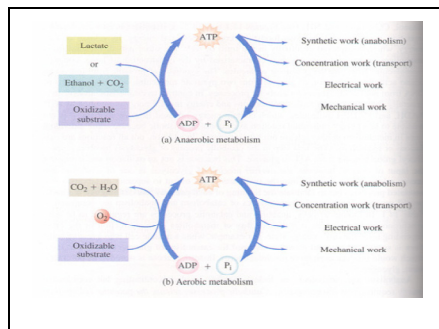 ATP
Lactate
or
Ethanol + CO₂
Oxidizable
substrate
Synthetic work (anabolism)
Concentration work (transport)
Electrical work
Mechanical work
ADP + Pᵢ
(a) Anaerobic metabolism
ATP
CO₂ + H₂O
O₂
Oxidizable
substrate
Synthetic work (anabolism)
Concentration work (transport)
Electrical work
Mechanical work
ADP + Pᵢ
(b) Aerobic metabolism